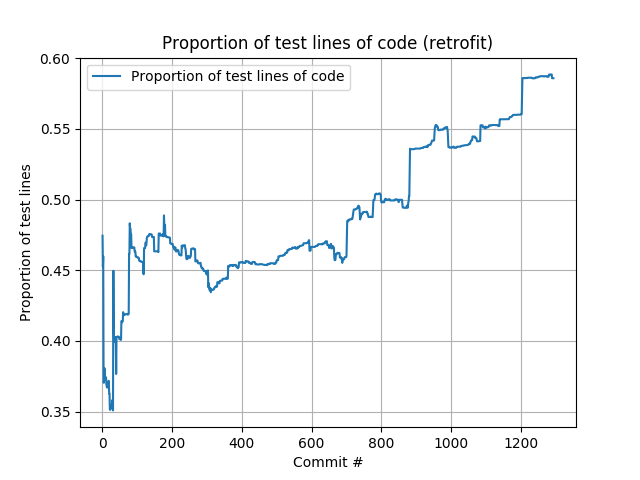 Proportion of test lines of code (retrofit)
Proportion of test lines of code
0.60
0.55
0.50
0.45
0.40
0.35
Proportion of test lines
0 200 400 600 800 1000 1200
Commit #